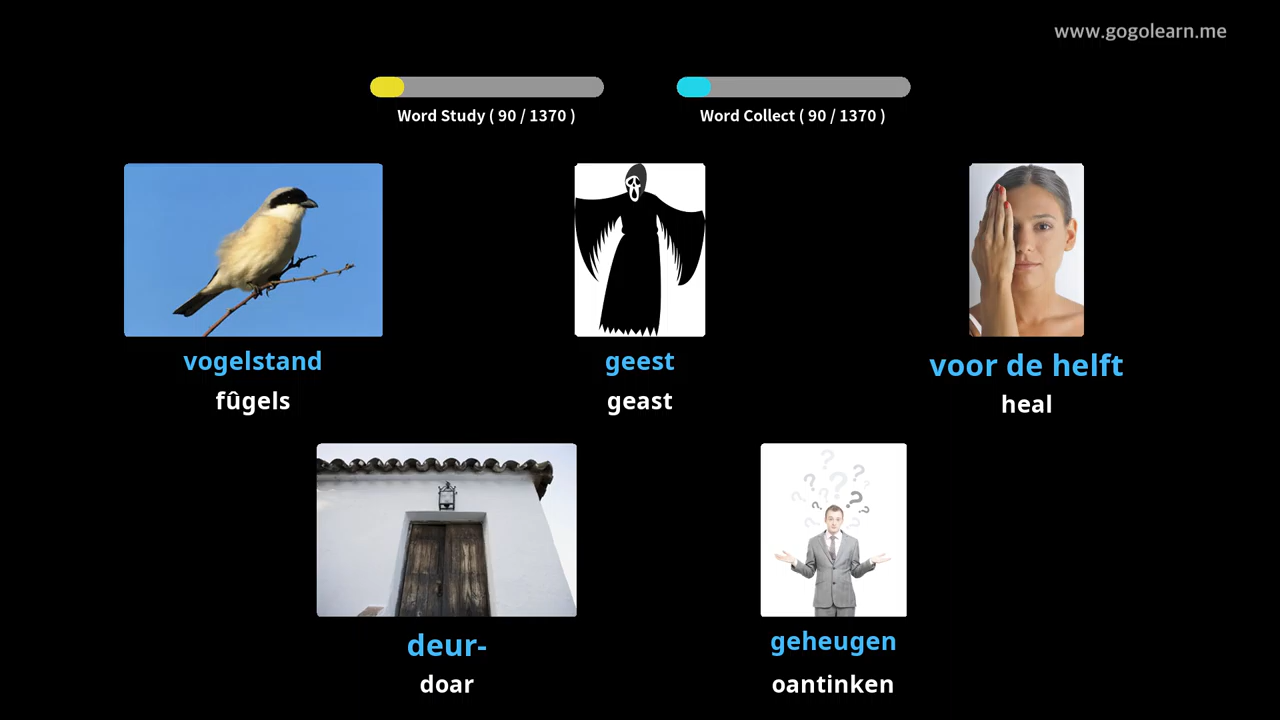 www.gogolearn.me
Word Study ( 90 / 1370 )
Word Collect ( 90 / 1370 )
vogelstand
fûgels
geest
geast
voor de helft
heal
deur-
doar
geheugen
oantinken